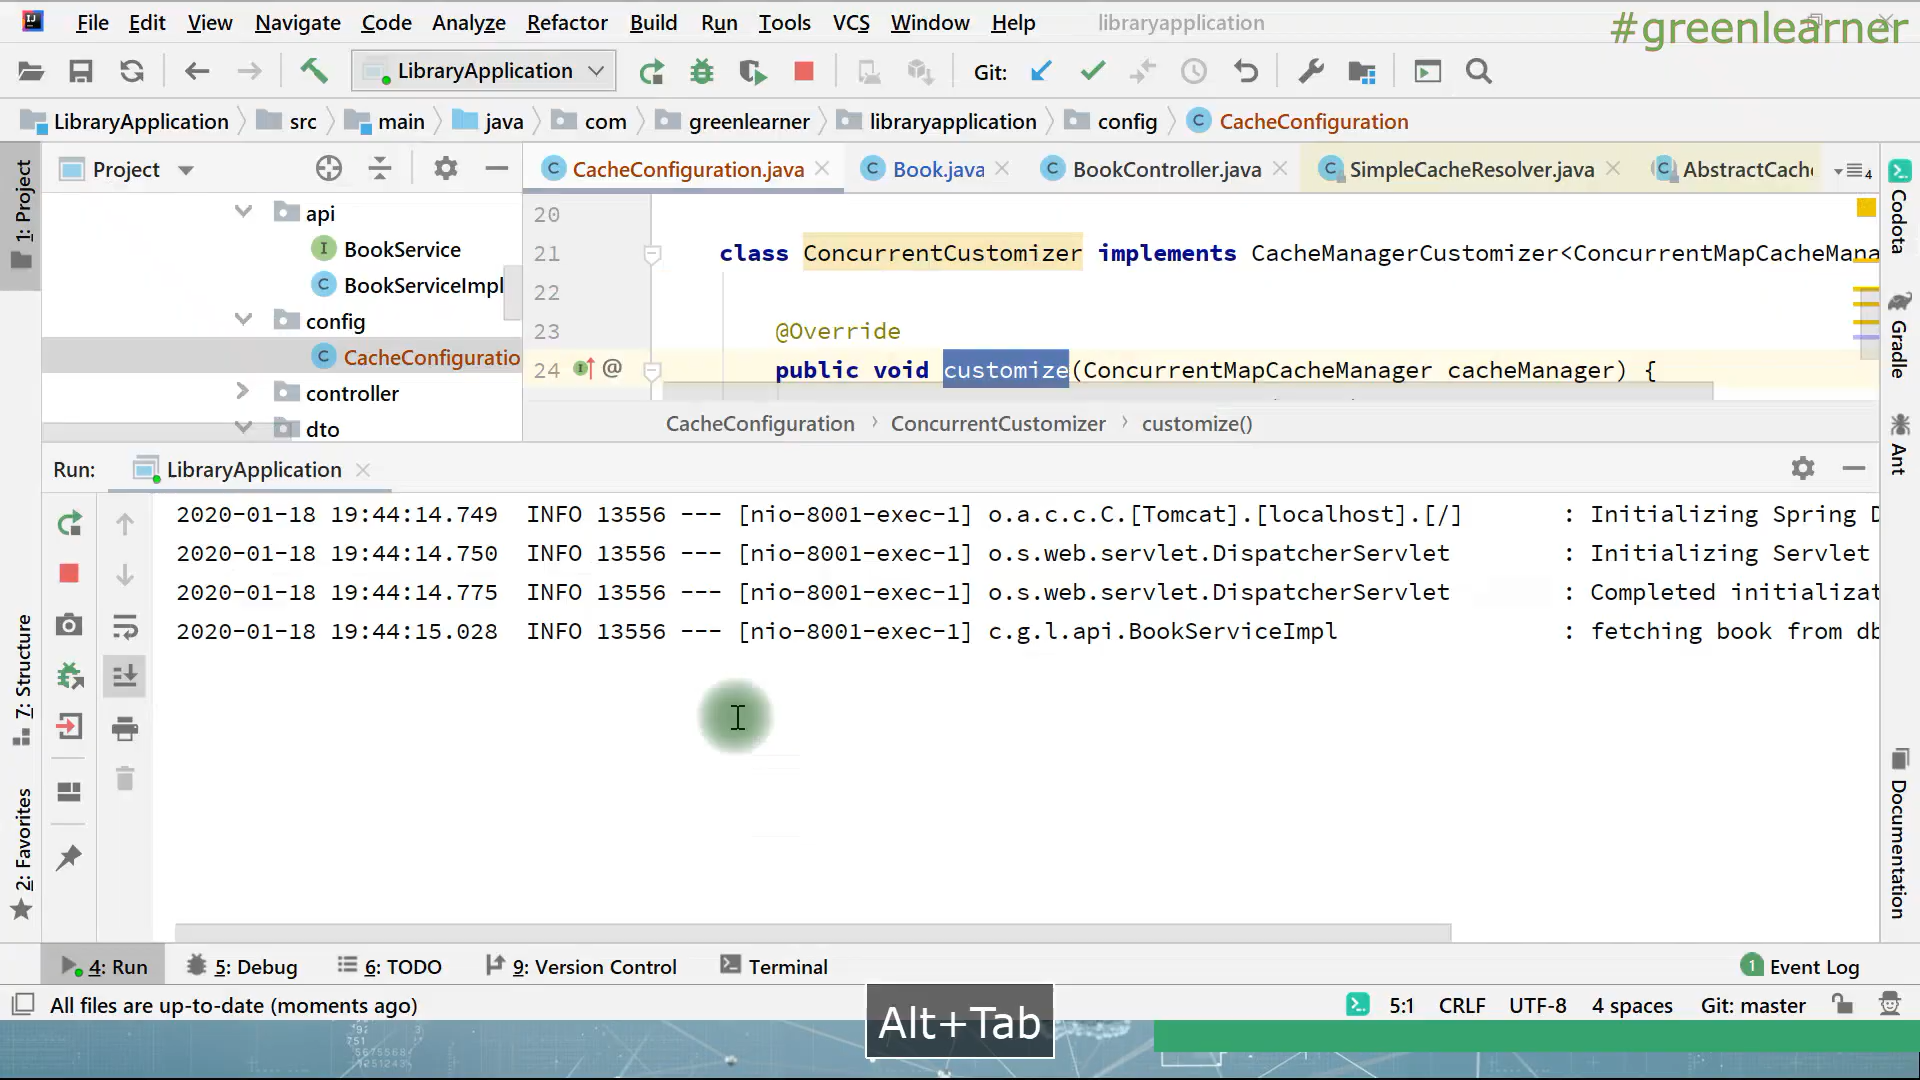 File Edit View Navigate Code Analyze Refactor Build Run Tools VCS Window Help libraryapplication
#greenlearner
LibraryApplication Git:
LibraryApplication src main java com greenlearner libraryapplication config CacheConfiguration
1: Project
Project
CacheConfiguration.java Book.java BookController.java SimpleCacheResolver.java AbstractCach
4
api
BookService
BookServiceImpl
config
CacheConfiguratio
controller
dto
20
21 class ConcurrentCustomizer implements CacheManagerCustomizer<ConcurrentMapCacheMana
22
23 @Override
24 public void customize(ConcurrentMapCacheManager cacheManager) {
CacheConfiguration ConcurrentCustomizer customize()
Codota
Gradle
Ant
Documentation
Run: LibraryApplication
2020-01-18 19:44:14.749 INFO 13556 --- [nio-8001-exec-1] o.a.c.c.C.[Tomcat].[localhost].[/] : Initializing Spring D
2020-01-18 19:44:14.750 INFO 13556 --- [nio-8001-exec-1] o.s.web.servlet.DispatcherServlet : Initializing Servlet
2020-01-18 19:44:14.775 INFO 13556 --- [nio-8001-exec-1] o.s.web.servlet.DispatcherServlet : Completed initializat
2020-01-18 19:44:15.028 INFO 13556 --- [nio-8001-exec-1] c.g.l.api.BookServiceImpl : fetching book from db
7: Structure
2: Favorites
4: Run 5: Debug 6: TODO 9: Version Control Terminal 1 Event Log
All files are up-to-date (moments ago) 5:1 CRLF UTF-8 4 spaces Git: master
Alt+Tab